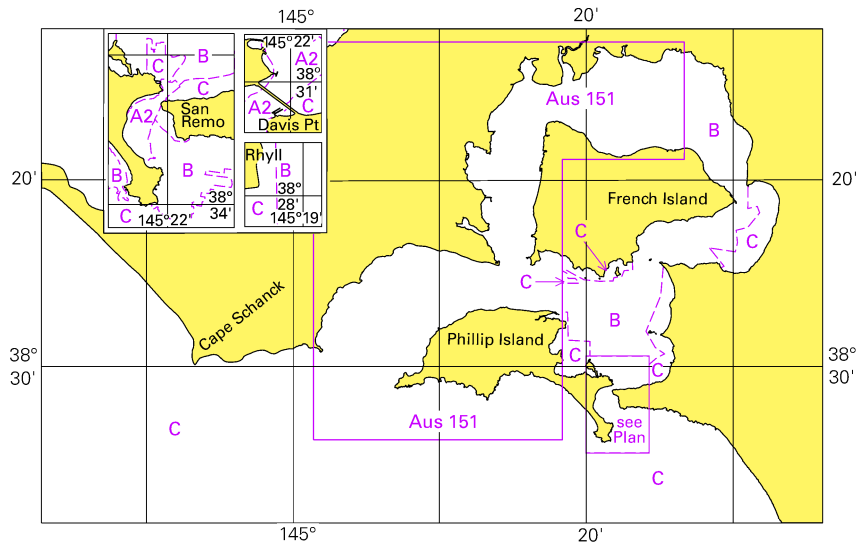 145°
20'
B
C
C
A2
San
Remo
B
B
C
38°
34'
145°22'
145°22'
A2
38°
31'
A2
C
Davis Pt
Rhyll
B
38°
C
28'
145°19'
Aus 151
B
20'
20'
French Island
C
C
C
Cape Schanck
B
Phillip Island
C
C
38°
30'
38°
30'
Aus 151
see
Plan
C
C
145°
20'